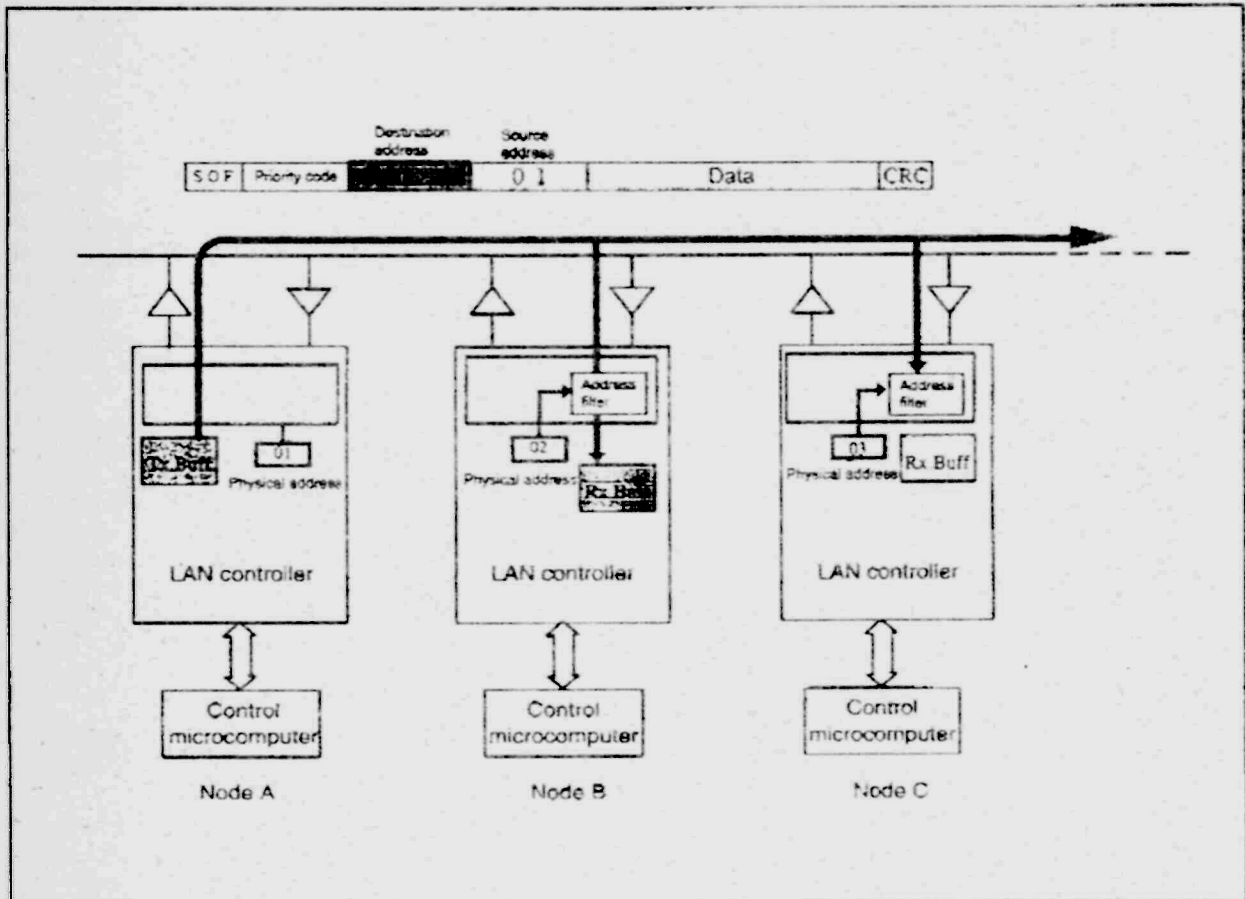 Destination
address
Source
address
S O F
Priority code
0 1
Data
CRC
Address
filter
Address
filter
Tx Buff
01
Physical address
02
Physical address
Rx Buff
03
Physical address
Rx Buff
LAN controller
LAN controller
LAN controller
Control
microcomputer
Control
microcomputer
Control
microcomputer
Node A
Node B
Node C